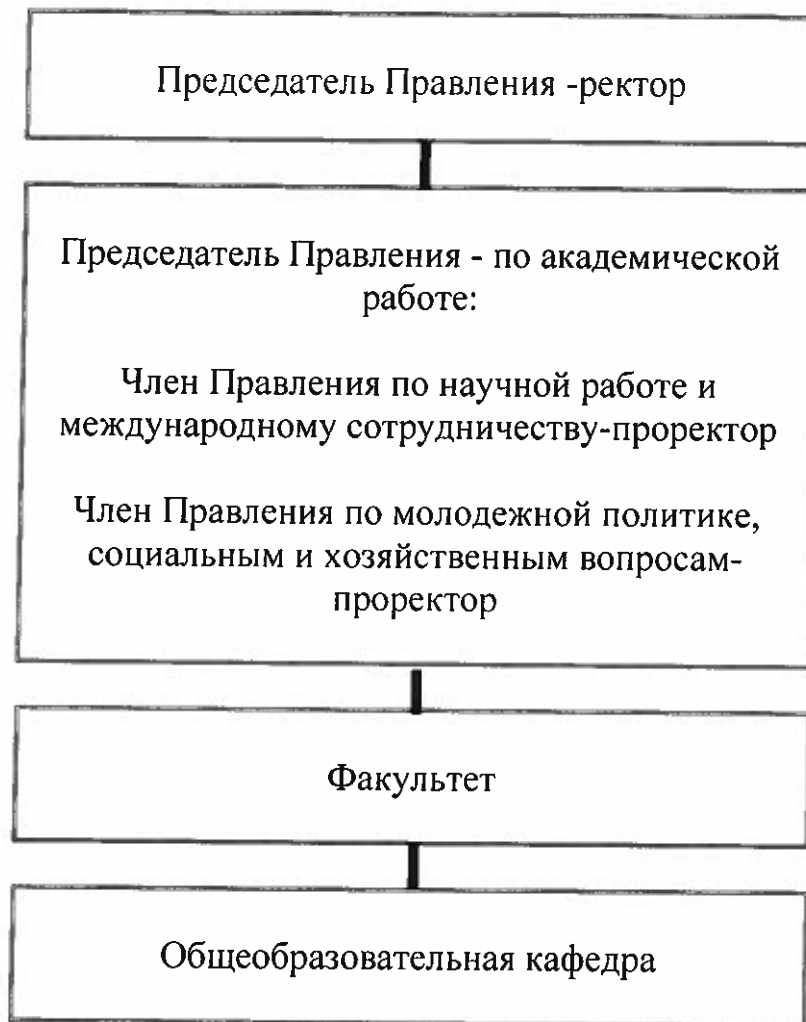 Председатель Правления -ректор
Председатель Правления - по академической
работе:
Член Правления по научной работе и
международному сотрудничеству-проректор
Член Правления по молодежной политике,
социальным и хозяйственным вопросам-
проректор
Факультет
Общеобразовательная кафедра